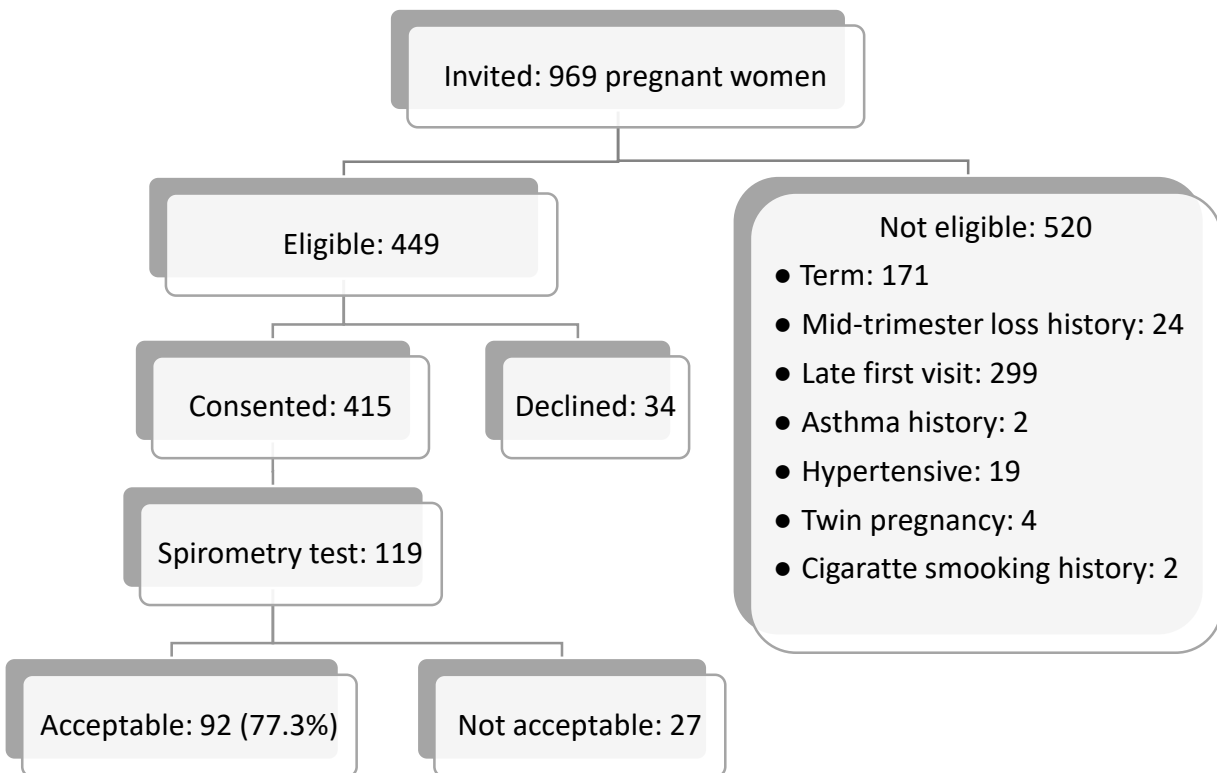 Invited: 969 pregnant women
Eligible: 449
Not eligible: 520
● Term: 171
● Mid-trimester loss history: 24
● Late first visit: 299
● Asthma history: 2
● Hypertensive: 19
● Twin pregnancy: 4
● Cigaratte smooking history: 2
Consented: 415
Declined: 34
Spirometry test: 119
Acceptable: 92 (77.3%)
Not acceptable: 27